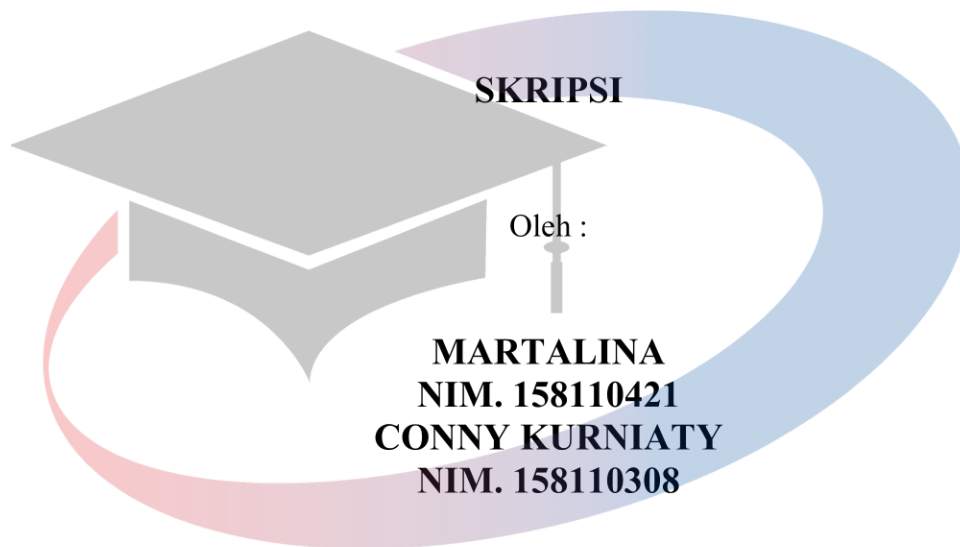 SKRIPSI
Oleh :
MARTALINA
NIM. 158110421
CONNY KURNIATY
NIM. 158110308